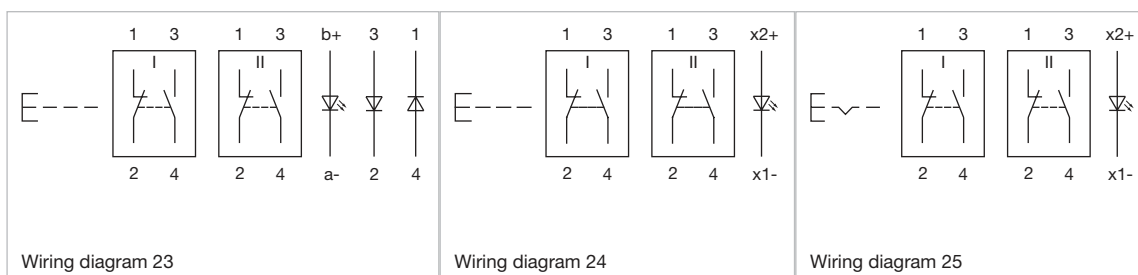 1 3 1 3 b+ 3 1
I II
2 4 2 4 a- 2 4
Wiring diagram 23
1 3 1 3 x2+
I II
2 4 2 4 x1-
Wiring diagram 24
1 3 1 3 x2+
I II
2 4 2 4 x1-
Wiring diagram 25